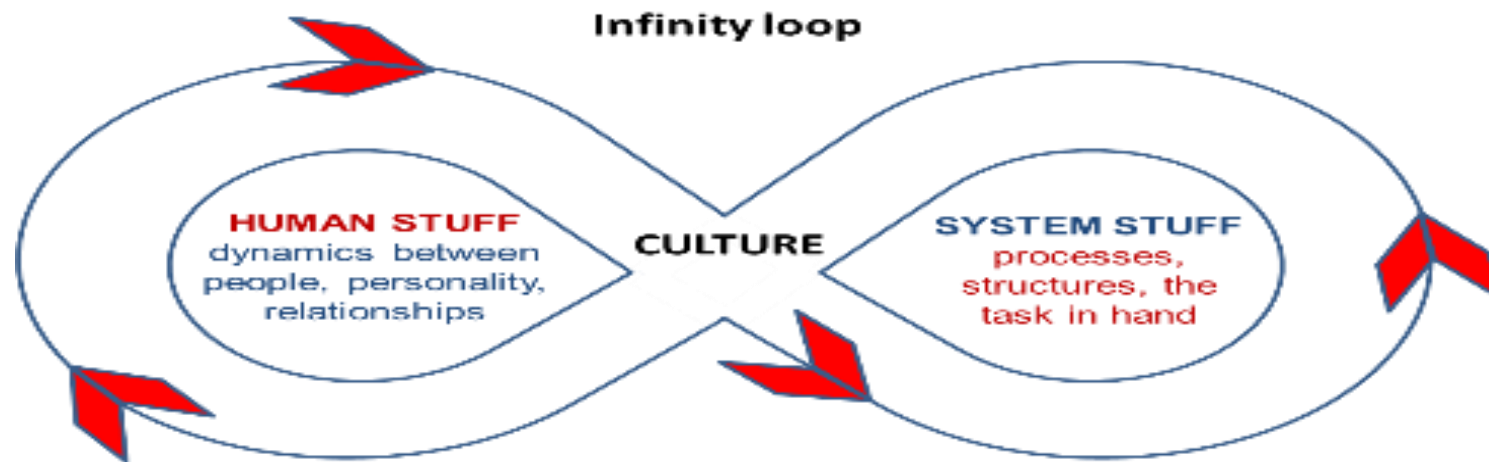 Infinity loop
HUMAN STUFF
dynamics between
people, personality,
relationships
CULTURE
SYSTEM STUFF
processes,
structures, the
task in hand